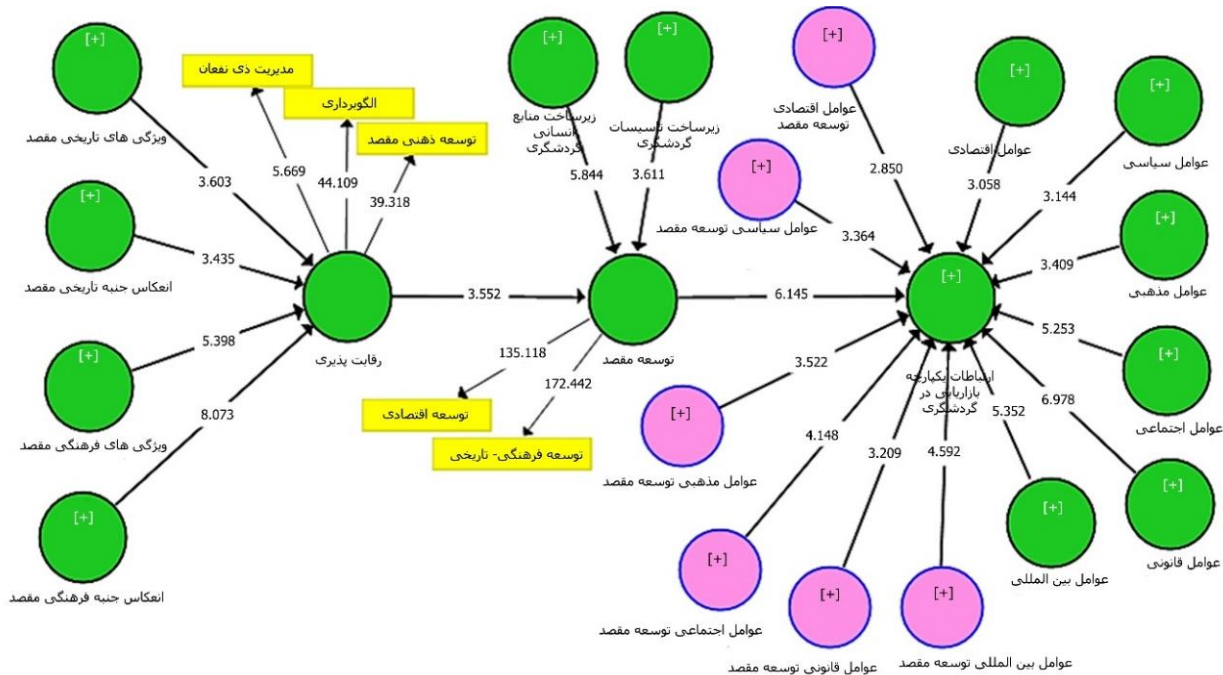 [+]
ویژگی های تاریخی مقصد
3.603
[+]
انعکاس جنبه تاریخی مقصد
3.435
[+]
ویژگی های فرهنگی مقصد
5.398
[+]
انعکاس جنبه فرهنگی مقصد
8.073
مدیریت ذی نفعان
5.669
الگوبرداری
44.109
توسعه ذهنی مقصد
39.318
رقابت پذیری
3.552
[+]
زیرساخت منابع
انسانی
گردشگری
5.844
[+]
زیرساخت تاسیسات
گردشگری
3.611
توسعه مقصد
135.118
توسعه اقتصادی
172.442
توسعه فرهنگی- تاریخی
6.145
[+]
عوامل اقتصادی
توسعه مقصد
2.850
[+]
عوامل سیاسی توسعه مقصد
3.364
[+]
عوامل اقتصادی
3.058
[+]
عوامل سیاسی
3.144
[+]
عوامل مذهبی
3.409
[+]
عوامل اجتماعی
5.253
[+]
عوامل قانونی
6.978
[+]
عوامل بین المللی
5.352
[+]
ارتباطات یکپارچه
بازاریابی در
گردشگری
[+]
عوامل مذهبی توسعه مقصد
3.522
[+]
عوامل اجتماعی توسعه مقصد
4.148
[+]
عوامل قانونی توسعه مقصد
3.209
[+]
عوامل بین المللی توسعه مقصد
4.592